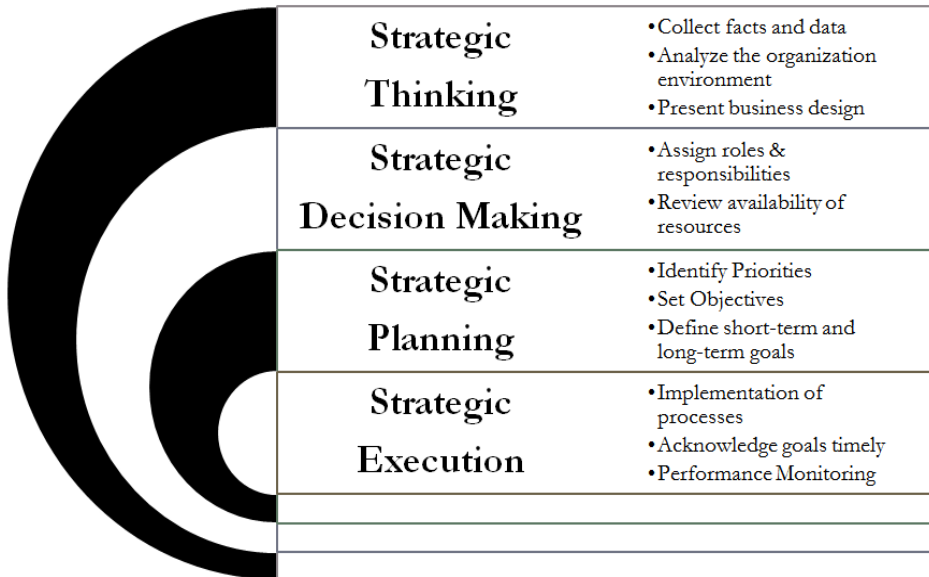 Strategic
Thinking
•Collect facts and data
•Analyze the organization
environment
•Present business design
Strategic
Decision Making
•Assign roles &
responsibilities
•Review availability of
resources
Strategic
Planning
•Identify Priorities
•Set Objectives
•Define short-term and
long-term goals
Strategic
Execution
•Implementation of
processes
•Acknowledge goals timely
•Performance Monitoring